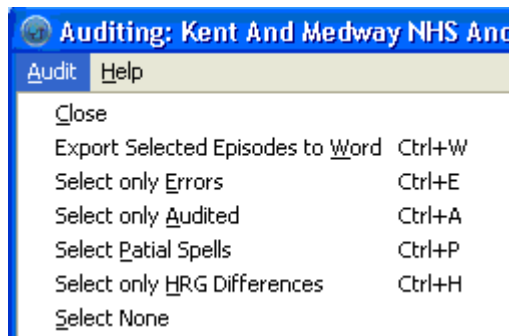 Auditing: Kent And Medway NHS And
Audit Help
Close
Export Selected Episodes to Word Ctrl+W
Select only Errors Ctrl+E
Select only Audited Ctrl+A
Select Patial Spells Ctrl+P
Select only HRG Differences Ctrl+H
Select None